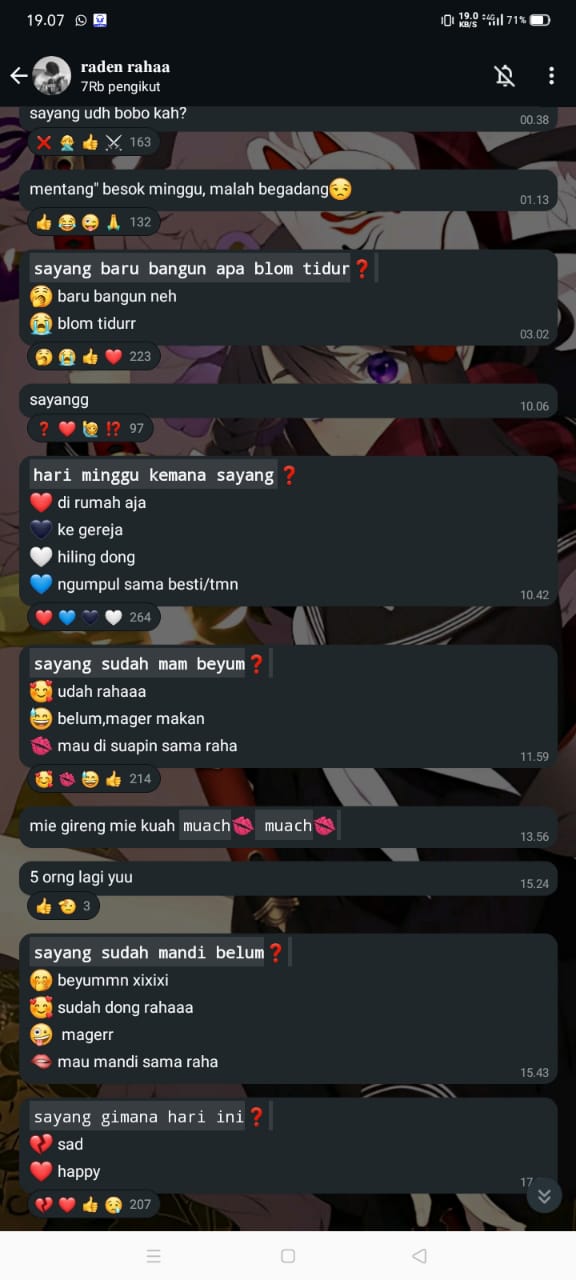 19.07
19.0 KB/S
4G
71%
raden rahaa
7Rb pengikut
sayang udh bobo kah?
00.38
❌ 🤦 👍 ⚔ 163
mentang" besok minggu, malah begadang😒
01.13
👍 😂 😜 🙏 132
sayang baru bangun apa blom tidur❓
🥱 baru bangun neh
😭 blom tidurr
03.02
🥱 😭 👍 ❤️ 223
sayangg
10.06
❓ ❤️ 🙋 ⁉️ 97
hari minggu kemana sayang❓
❤️ di rumah aja
🖤 ke gereja
🤍 hiling dong
💙 ngumpul sama besti/tmn
10.42
❤️ 💙 🖤 🤍 264
sayang sudah mam beyum❓
🥰 udah rahaaa
😅 belum,mager makan
💋 mau di suapin sama raha
11.59
🥰 💋 😅 👍 214
mie gireng mie kuah muach💋 muach💋
13.56
5 orng lagi yuu
15.24
👍 🫡 3
sayang sudah mandi belum❓
🤭 beyummn xixixi
🥰 sudah dong rahaaa
🤪 magerr
🫦 mau mandi sama raha
15.43
sayang gimana hari ini❓
💔 sad
❤️ happy
17
💔 ❤️ 👍 😢 207